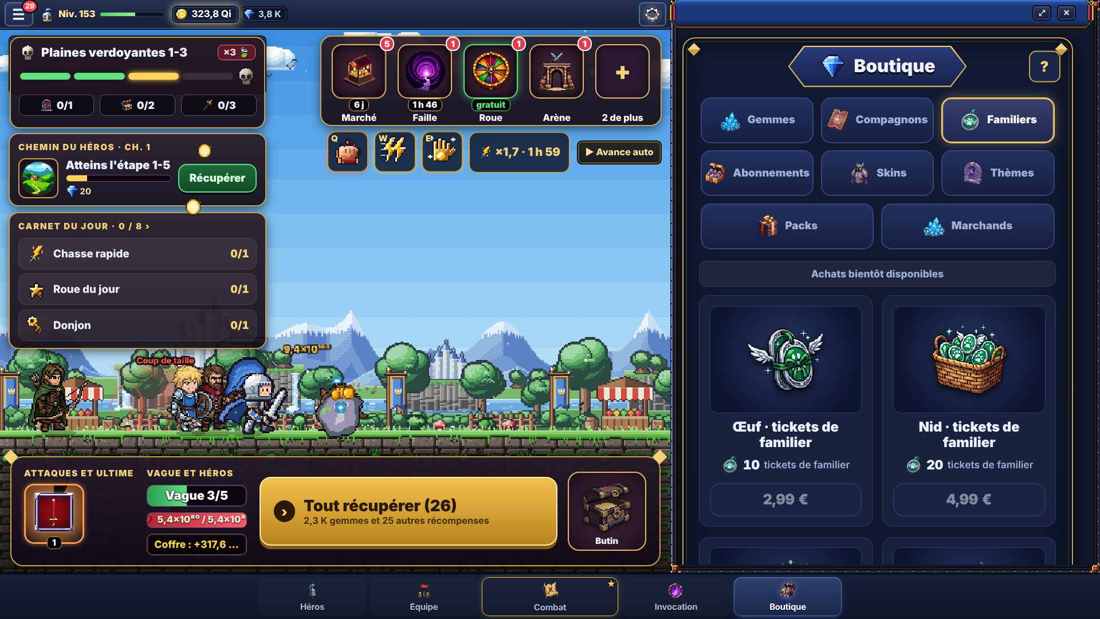 28
Niv. 153
323,8 Qi
3,8 K
Plaines verdoyantes 1-3
×3
0/1
0/2
0/3
CHEMIN DU HÉROS · CH. 1
Atteins l'étape 1-5
20
Récupérer
CARNET DU JOUR · 0 / 8 ›
Chasse rapide
0/1
Roue du jour
0/1
Donjon
0/1
5
1
1
1
6 j
1 h 46
gratuit
Marché
Faille
Roue
Arène
2 de plus
Q
W
E
×1,7 · 1 h 59
Avance auto
Coup de taille
ATTAQUES ET ULTIME
1
VAGUE ET HÉROS
Vague 3/5
Coffre : +317,6 ...
Tout récupérer (26)
2,3 K gemmes et 25 autres récompenses
Butin
Héros
Équipe
Combat
Invocation
Boutique
Boutique
?
Gemmes
Compagnons
Familiers
Abonnements
Skins
Thèmes
Packs
Marchands
Achats bientôt disponibles
Œuf · tickets de
familier
10 tickets de familier
2,99 €
Nid · tickets de
familier
20 tickets de familier
4,99 €